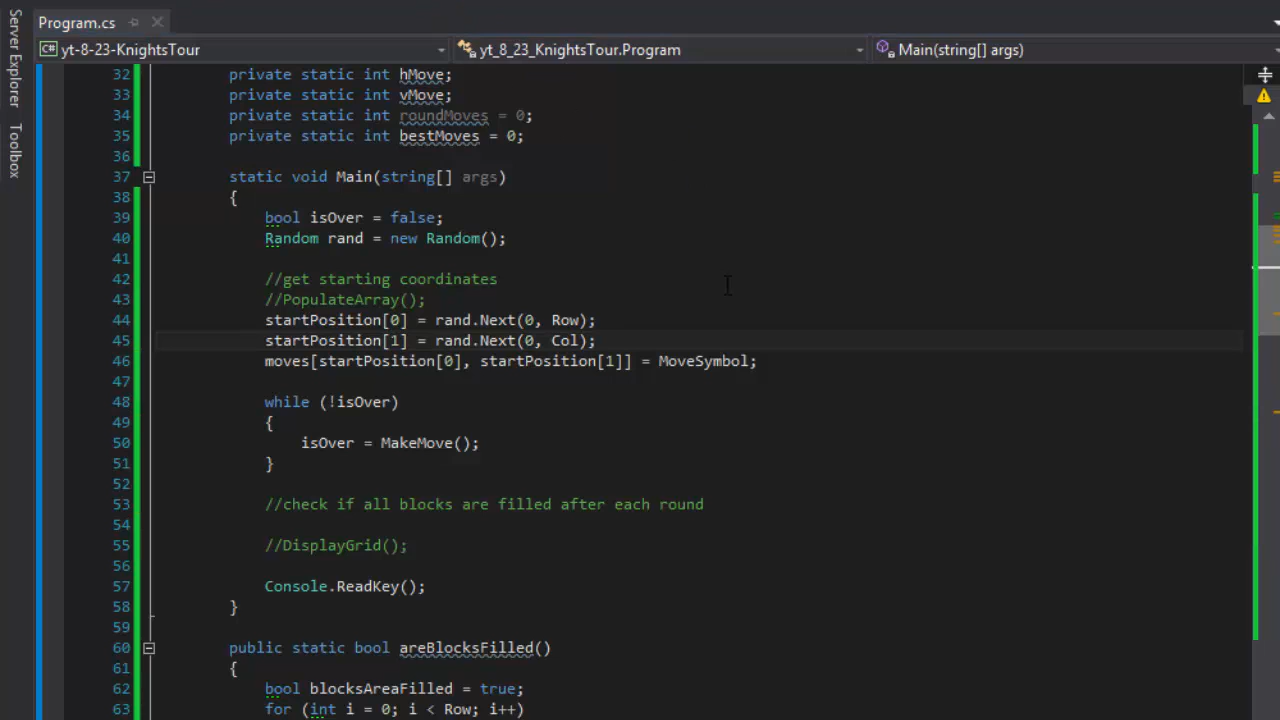 Server Explorer
Toolbox
Program.cs
C# yt-8-23-KnightsTour
yt_8_23_KnightsTour.Program
Main(string[] args)
32 private static int hMove;
33 private static int vMove;
34 private static int roundMoves = 0;
35 private static int bestMoves = 0;
36
37 static void Main(string[] args)
38 {
39 bool isOver = false;
40 Random rand = new Random();
41
42 //get starting coordinates
43 //PopulateArray();
44 startPosition[0] = rand.Next(0, Row);
45 startPosition[1] = rand.Next(0, Col);
46 moves[startPosition[0], startPosition[1]] = MoveSymbol;
47
48 while (!isOver)
49 {
50 isOver = MakeMove();
51 }
52
53 //check if all blocks are filled after each round
54
55 //DisplayGrid();
56
57 Console.ReadKey();
58 }
59
60 public static bool areBlocksFilled()
61 {
62 bool blocksAreaFilled = true;
63 for (int i = 0; i < Row; i++)